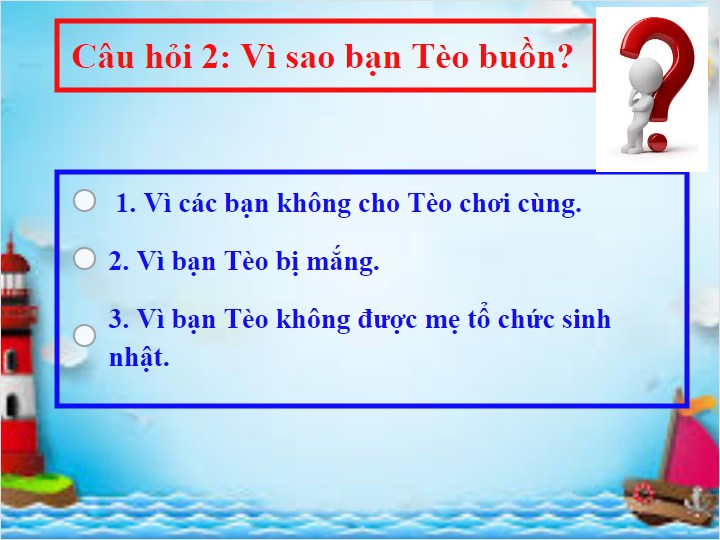 Câu hỏi 2: Vì sao bạn Tèo buồn?
1. Vì các bạn không cho Tèo chơi cùng.
2. Vì bạn Tèo bị mắng.
3. Vì bạn Tèo không được mẹ tổ chức sinh
nhật.